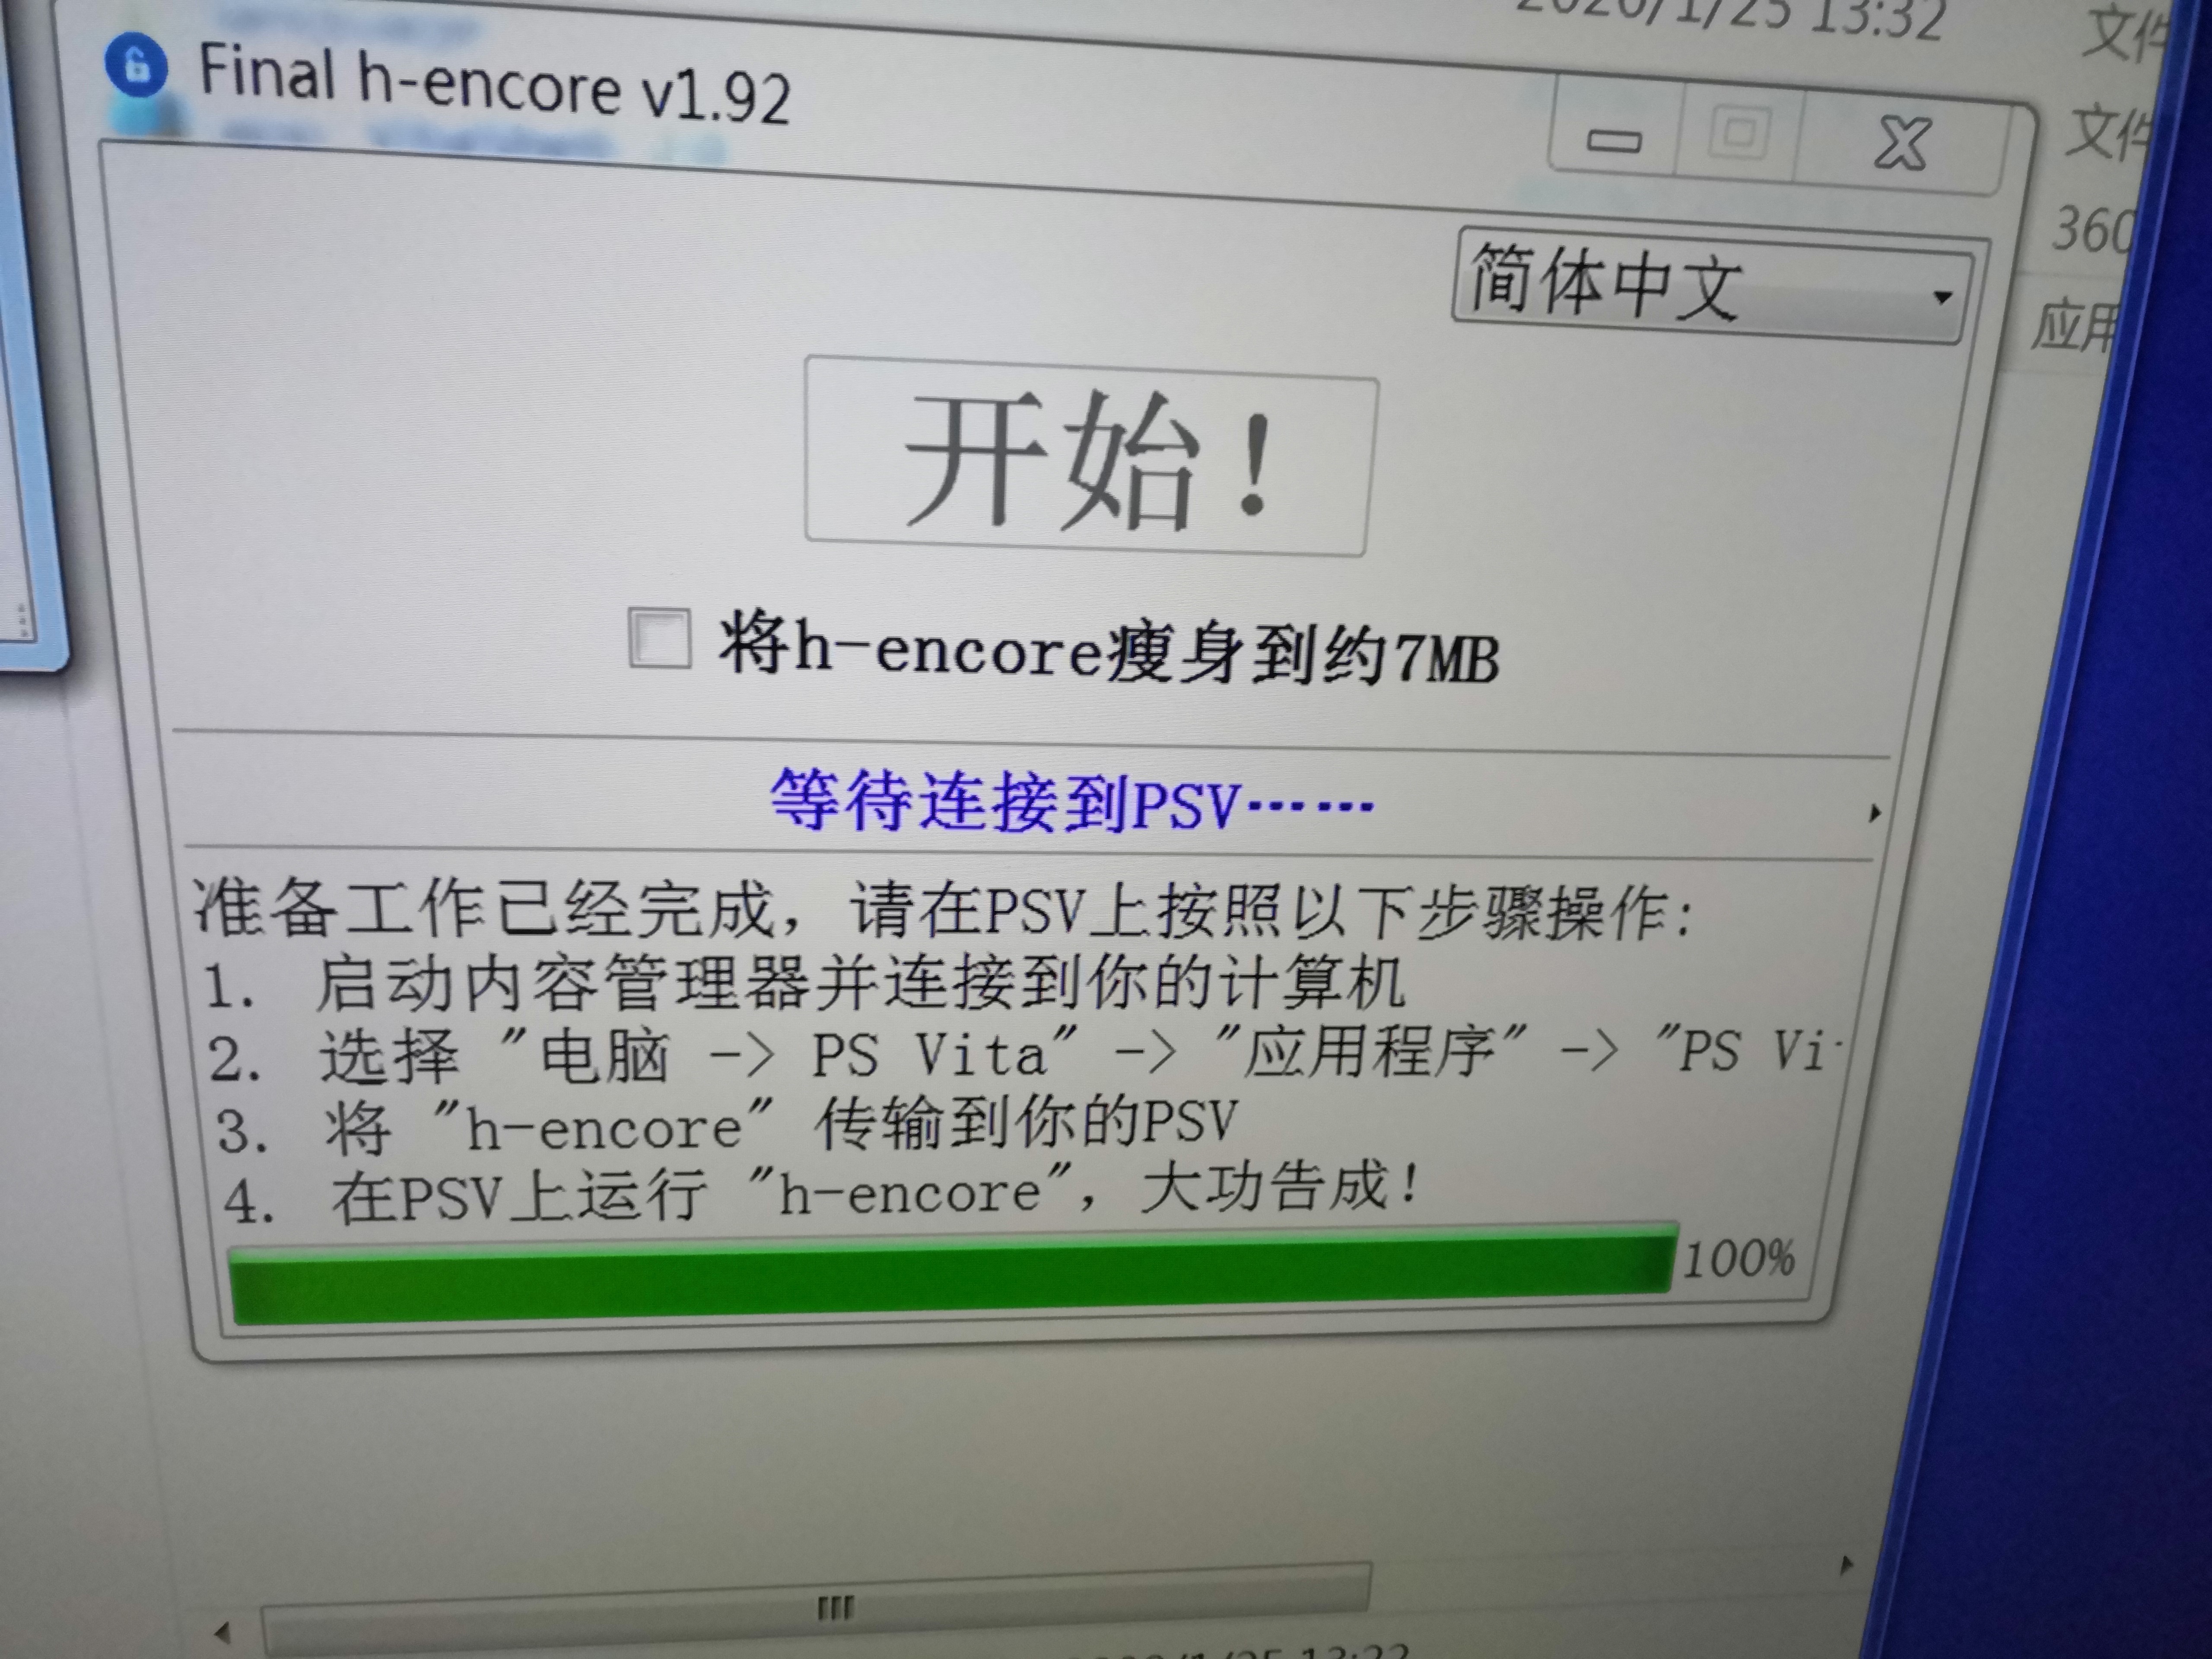 2020/1/25 13:32
文件
Final h-encore v1.92
文件
360
简体中文
应用
开始!
将h-encore瘦身到约7MB
等待连接到PSV……
准备工作已经完成，请在PSV上按照以下步骤操作:
1. 启动内容管理器并连接到你的计算机
2. 选择 "电脑 -> PS Vita" -> "应用程序" -> "PS Vi
3. 将 "h-encore" 传输到你的PSV
4. 在PSV上运行 "h-encore", 大功告成!
100%